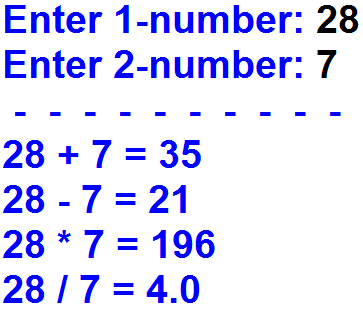 Enter 1-number: 28
Enter 2-number: 7
- - - - - - - - - -
28 + 7 = 35
28 - 7 = 21
28 * 7 = 196
28 / 7 = 4.0